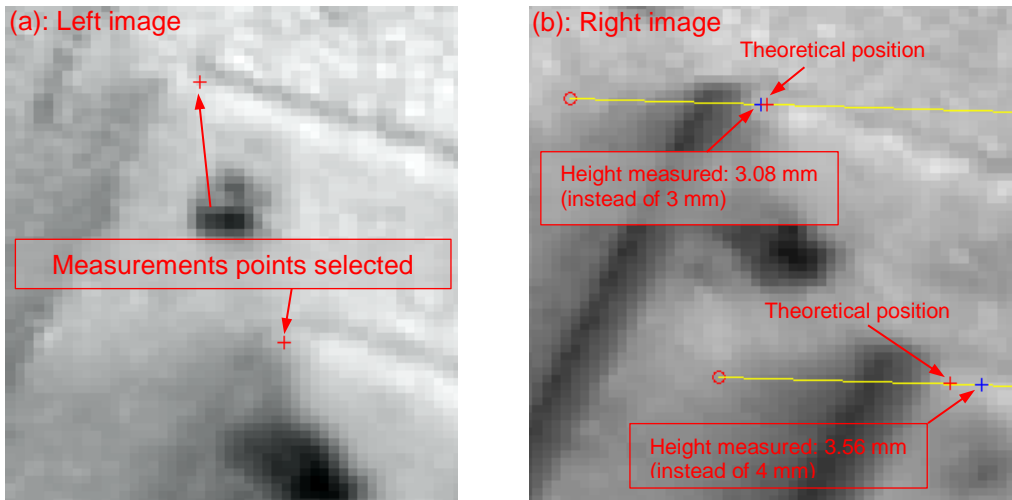 (a): Left image
Measurements points selected
(b): Right image
Theoretical position
Height measured: 3.08 mm
(instead of 3 mm)
Theoretical position
Height measured: 3.56 mm
(instead of 4 mm)